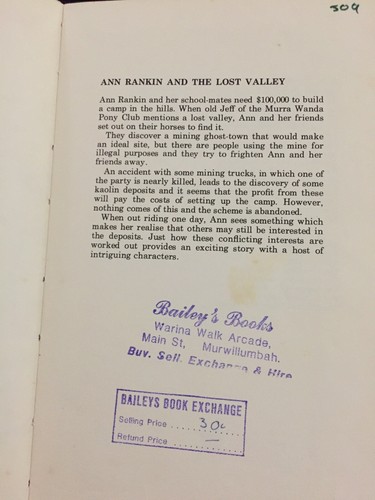 309
ANN RANKIN AND THE LOST VALLEY
Ann Rankin and her school-mates need $100,000 to build
a camp in the hills. When old Jeff of the Murra Wanda
Pony Club mentions a lost valley, Ann and her friends
set out on their horses to find it.
They discover a mining ghost-town that would make
an ideal site, but there are people using the mine for
illegal purposes and they try to frighten Ann and her
friends away.
An accident with some mining trucks, in which one of
the party is nearly killed, leads to the discovery of some
kaolin deposits and it seems that the profit from these
will pay the costs of setting up the camp. However,
nothing comes of this and the scheme is abandoned.
When out riding one day, Ann sees something which
makes her realise that others may still be interested in
the deposits. Just how these conflicting interests are
worked out provides an exciting story with a host of
intriguing characters.
Bailey's Books
Warina Walk Arcade,
Main St, Murwillumbah.
Buy. Sell. Exchange & Hire
BAILEYS BOOK EXCHANGE
Selling Price ..... 30c
Refund Price ..... —